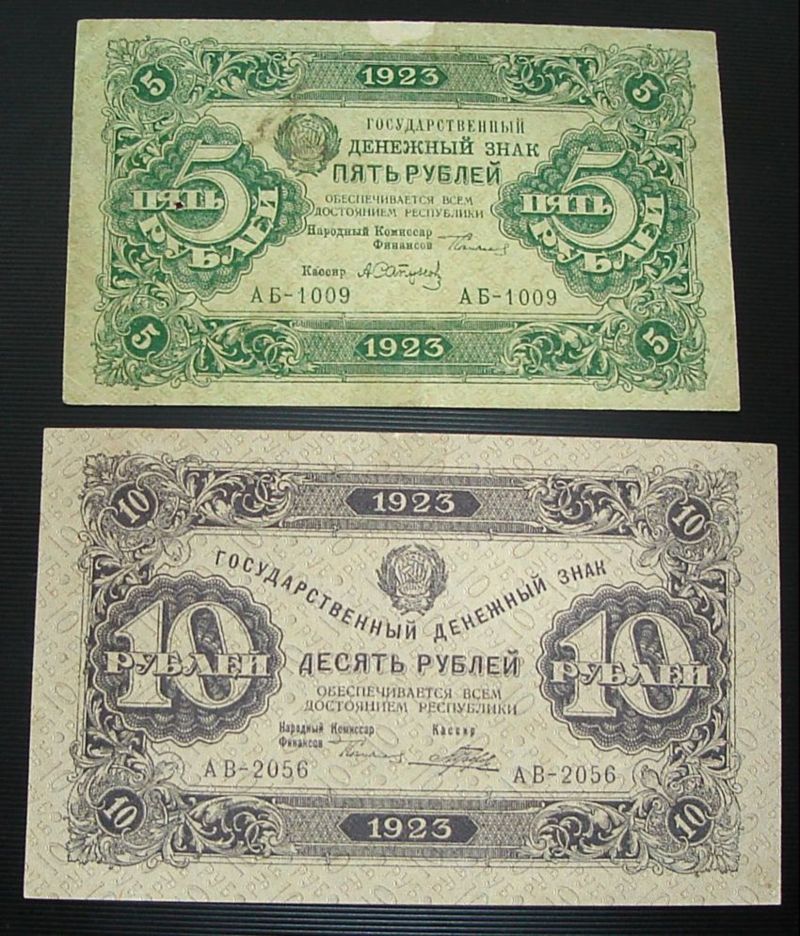 5 1923 5
ГОСУДАРСТВЕННЫЙ
ДЕНЕЖНЫЙ ЗНАК
ПЯТЬ РУБЛЕЙ
5 ПЯТЬ РУБЛЕЙ
5 ПЯТЬ РУБЛЕЙ
ОБЕСПЕЧИВАЕТСЯ ВСЕМ
ДОСТОЯНИЕМ РЕСПУБЛИКИ
Народный Комиссар
Финансов
Кассир
АБ-1009 АБ-1009
5 1923 5
10 1923 10
ГОСУДАРСТВЕННЫЙ ДЕНЕЖНЫЙ ЗНАК
10 РУБЛЕЙ
ДЕСЯТЬ РУБЛЕЙ
10 РУБЛЕЙ
ОБЕСПЕЧИВАЕТСЯ ВСЕМ
ДОСТОЯНИЕМ РЕСПУБЛИКИ
Народный Комиссар Кассир
Финансов
АВ-2056 АВ-2056
10 1923 10